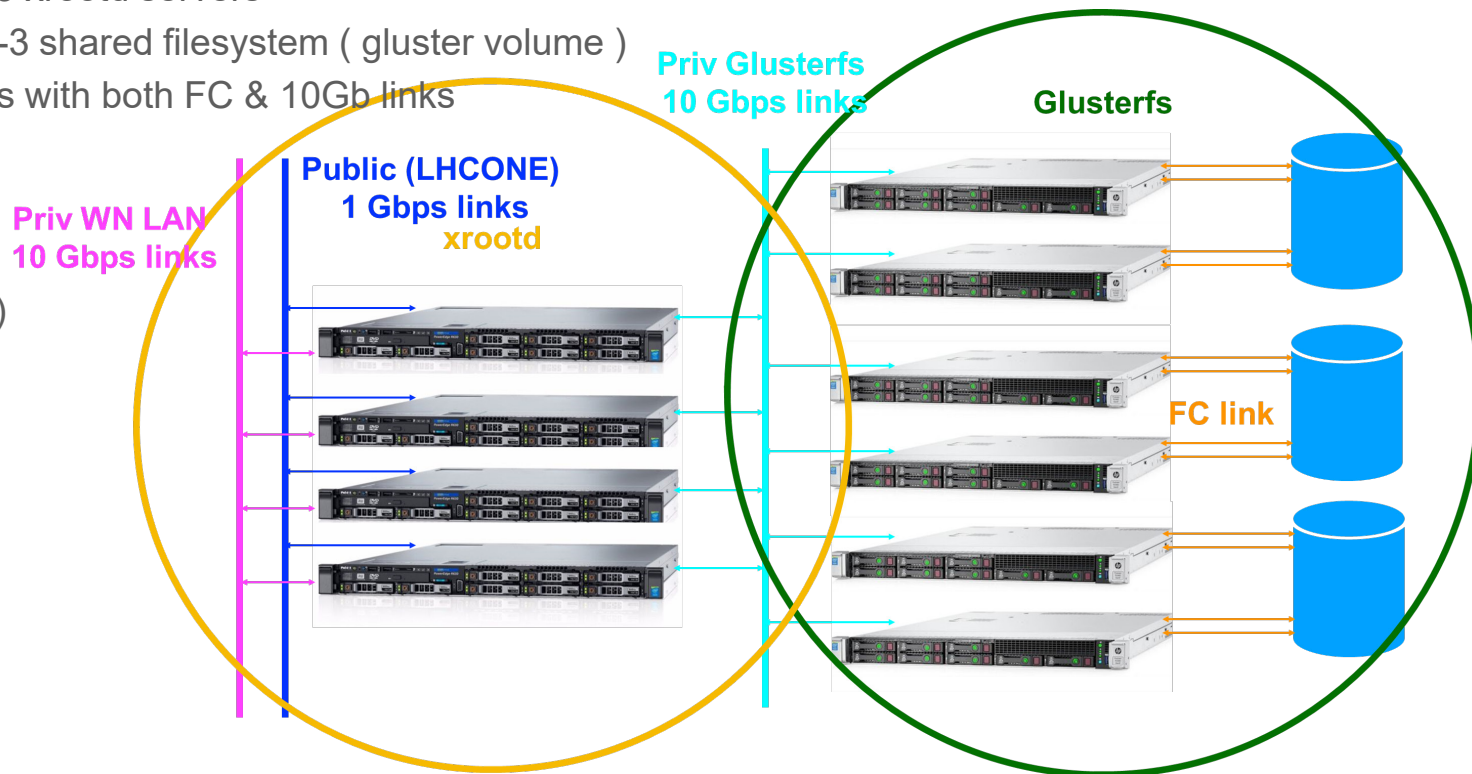 -3 shared filesystem ( gluster volume )
s with both FC & 10Gb links
)
Priv Glusterfs
10 Gbps links
Glusterfs
Public (LHCONE)
1 Gbps links
xrootd
Priv WN LAN
10 Gbps links
FC link